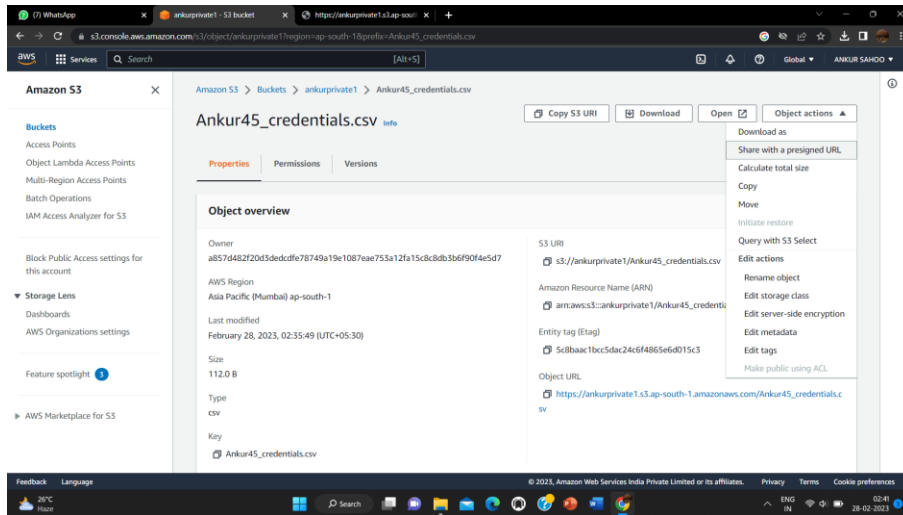 (7) WhatsApp
ankurprivate1 - S3 bucket
https://ankurprivate1.s3.ap-sout
s3.console.aws.amazon.com/s3/object/ankurprivate1?region=ap-south-1&prefix=Ankur45_credentials.csv
aws
Services
Search
[Alt+S]
Global
ANKUR SAHOO
Amazon S3
Buckets
Access Points
Object Lambda Access Points
Multi-Region Access Points
Batch Operations
IAM Access Analyzer for S3
Block Public Access settings for
this account
Storage Lens
Dashboards
AWS Organizations settings
Feature spotlight 3
AWS Marketplace for S3
Amazon S3 > Buckets > ankurprivate1 > Ankur45_credentials.csv
Ankur45_credentials.csv Info
Copy S3 URI
Download
Open
Object actions
Download as
Share with a presigned URL
Calculate total size
Copy
Move
Initiate restore
Query with S3 Select
Edit actions
Rename object
Edit storage class
Edit server-side encryption
Edit metadata
Edit tags
Make public using ACL
Properties
Permissions
Versions
Object overview
Owner
a857d482f20d3dedcdfe78749a19e1087eae753a12fa15c8c8db3b6f90f4e5d7
AWS Region
Asia Pacific (Mumbai) ap-south-1
Last modified
February 28, 2023, 02:35:49 (UTC+05:30)
Size
112.0 B
Type
csv
Key
Ankur45_credentials.csv
S3 URI
s3://ankurprivate1/Ankur45_credentials.csv
Amazon Resource Name (ARN)
arn:aws:s3:::ankurprivate1/Ankur45_credentia
Entity tag (Etag)
5c8baac1bcc5dac24c6f4865e6d015c3
Object URL
https://ankurprivate1.s3.ap-south-1.amazonaws.com/Ankur45_credentials.c
sv
Feedback
Language
© 2023, Amazon Web Services India Private Limited or its affiliates.
Privacy
Terms
Cookie preferences
26°C
Haze
Search
ENG
IN
02:41
28-02-2023